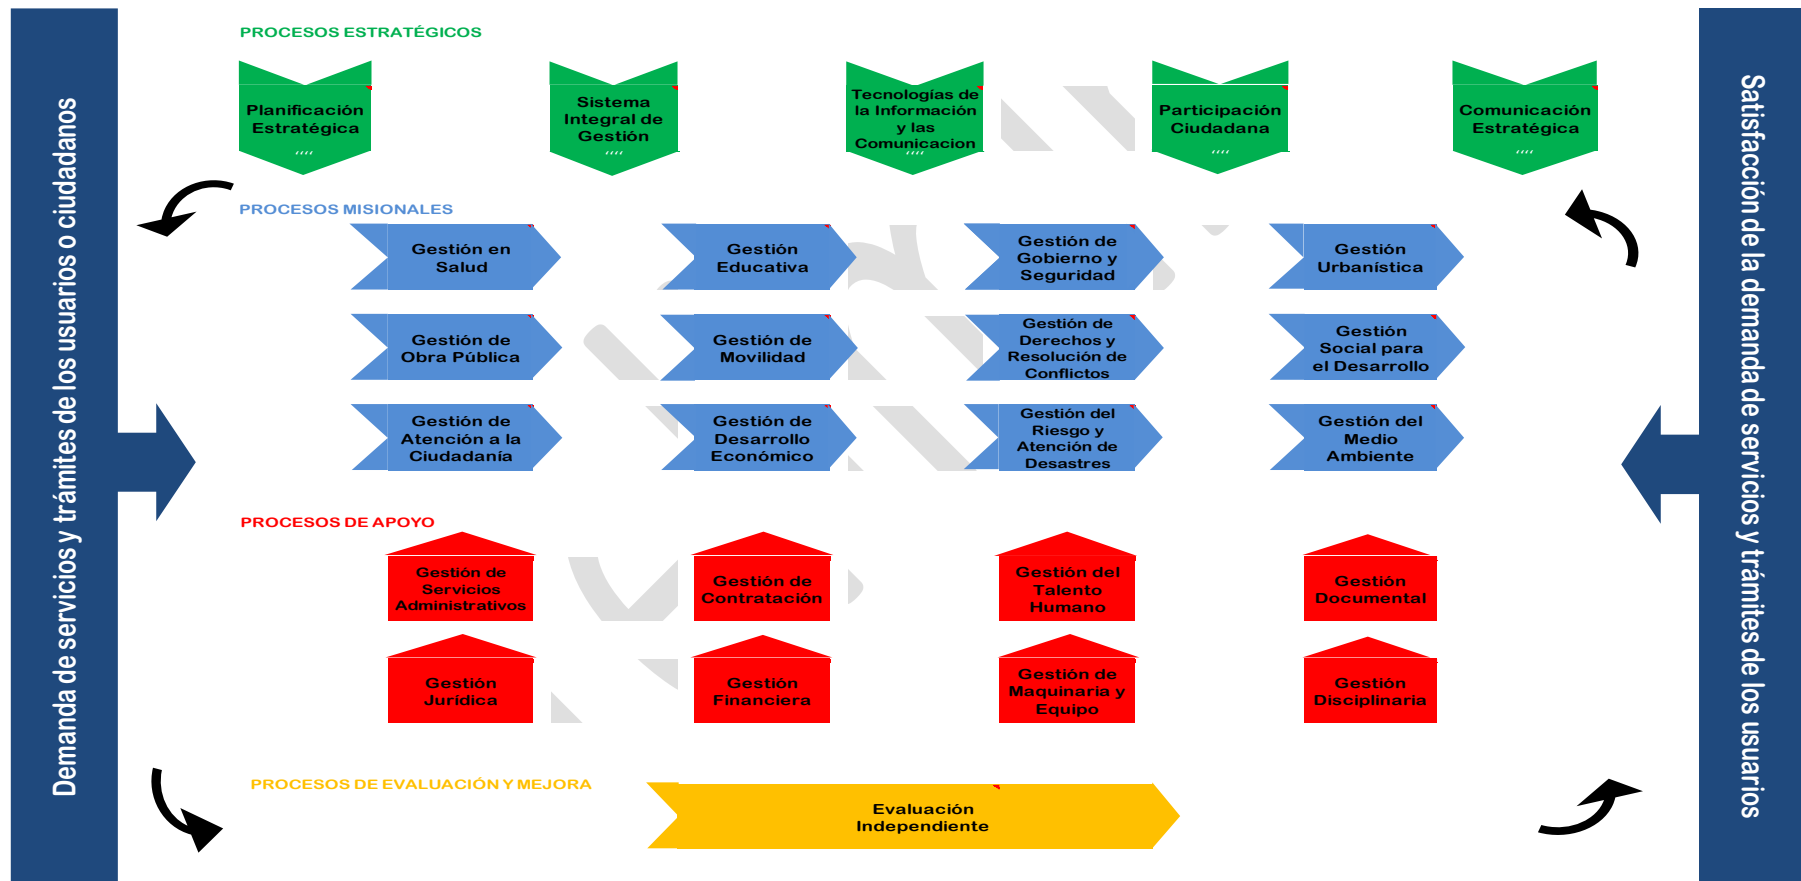 Demanda de servicios y trámites de los usuarios o ciudadanos
PROCESOS ESTRATÉGICOS
Planificación
Estratégica
‘‘‘‘
Sistema
Integral de
Gestión
‘‘‘‘
Tecnologías de
la Información
y las
Comunicacion
‘‘‘‘
Participación
Ciudadana
‘‘‘‘
Comunicación
Estratégica
‘‘‘‘
PROCESOS MISIONALES
Gestión en
Salud
Gestión
Educativa
Gestión de
Gobierno y
Seguridad
Gestión
Urbanística
Gestión de
Obra Pública
Gestión de
Movilidad
Gestión de
Derechos y
Resolución de
Conflictos
Gestión
Social para
el Desarrollo
Gestión de
Atención a la
Ciudadanía
Gestión de
Desarrollo
Económico
Gestión del
Riesgo y
Atención de
Desastres
Gestión del
Medio
Ambiente
PROCESOS DE APOYO
Gestión de
Servicios
Administrativos
Gestión de
Contratación
Gestión del
Talento
Humano
Gestión
Documental
Gestión
Jurídica
Gestión
Financiera
Gestión de
Maquinaria y
Equipo
Gestión
Disciplinaria
PROCESOS DE EVALUACIÓN Y MEJORA
Evaluación
Independiente
Satisfacción de la demanda de servicios y trámites de los usuarios